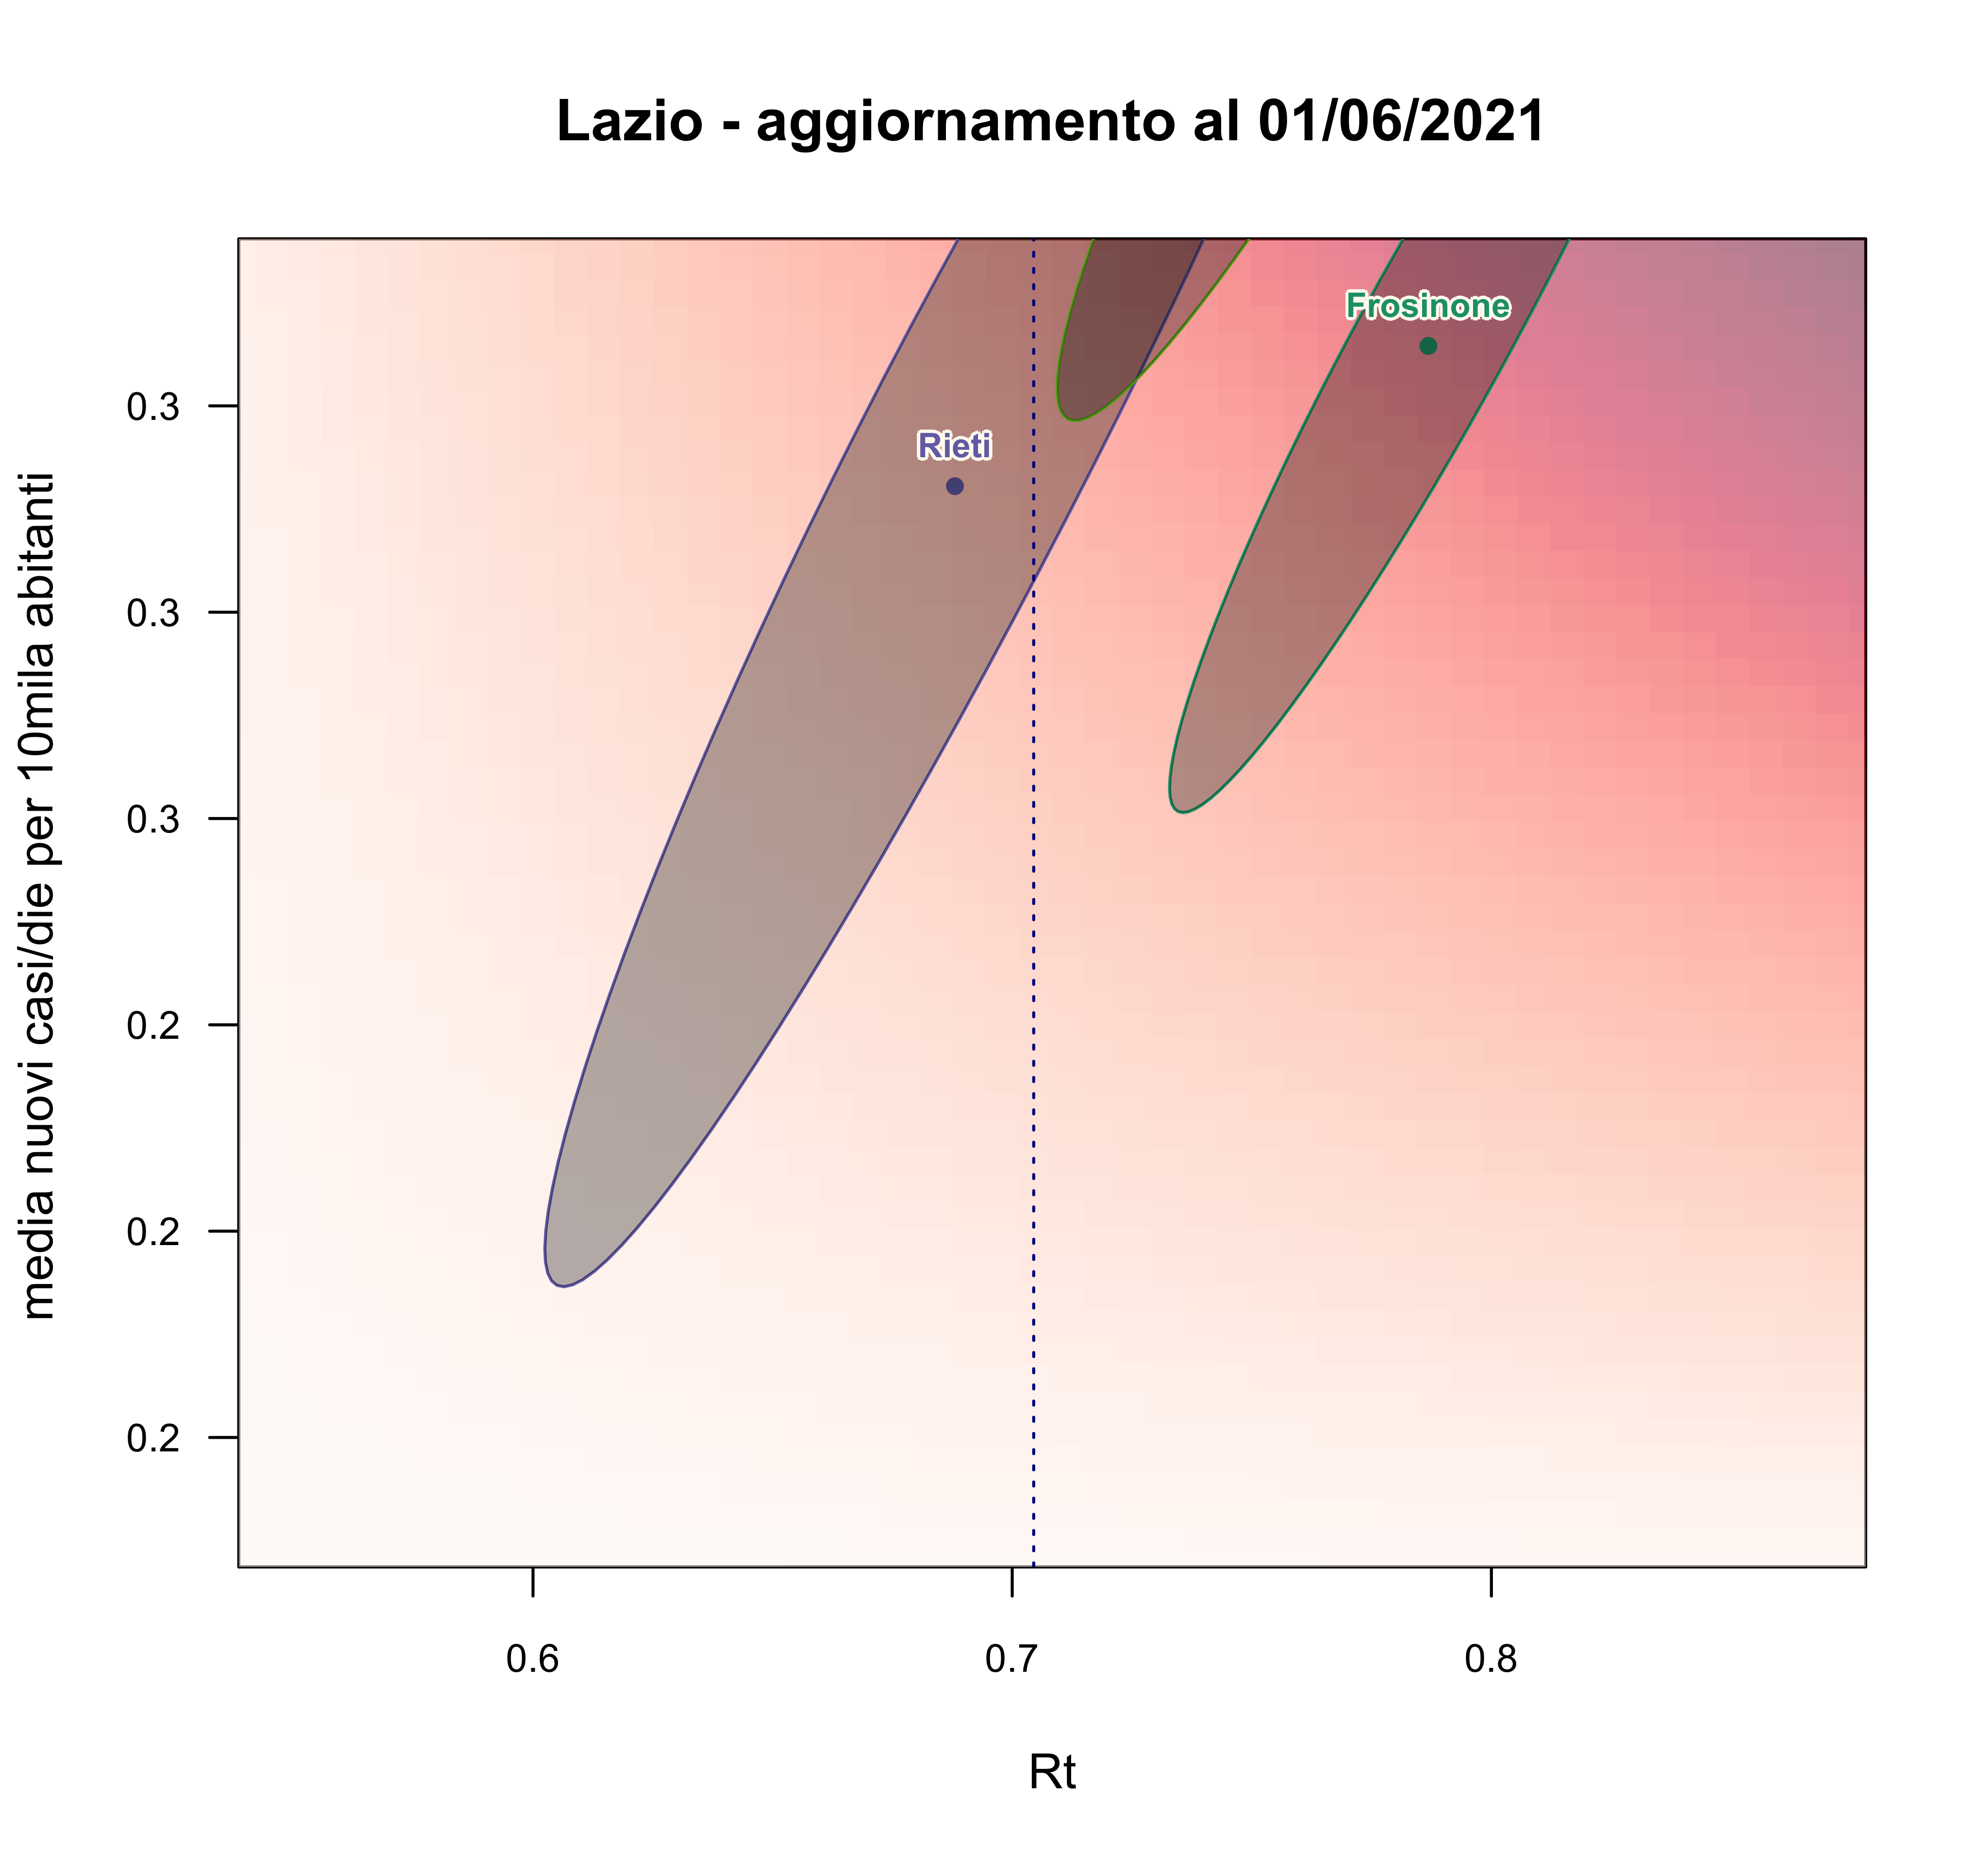 Lazio - aggiornamento al 01/06/2021
media nuovi casi/die per 10mila abitanti
0.3
0.3
0.3
0.2
0.2
0.2
Frosinone
Rieti
0.6
0.7
0.8
Rt